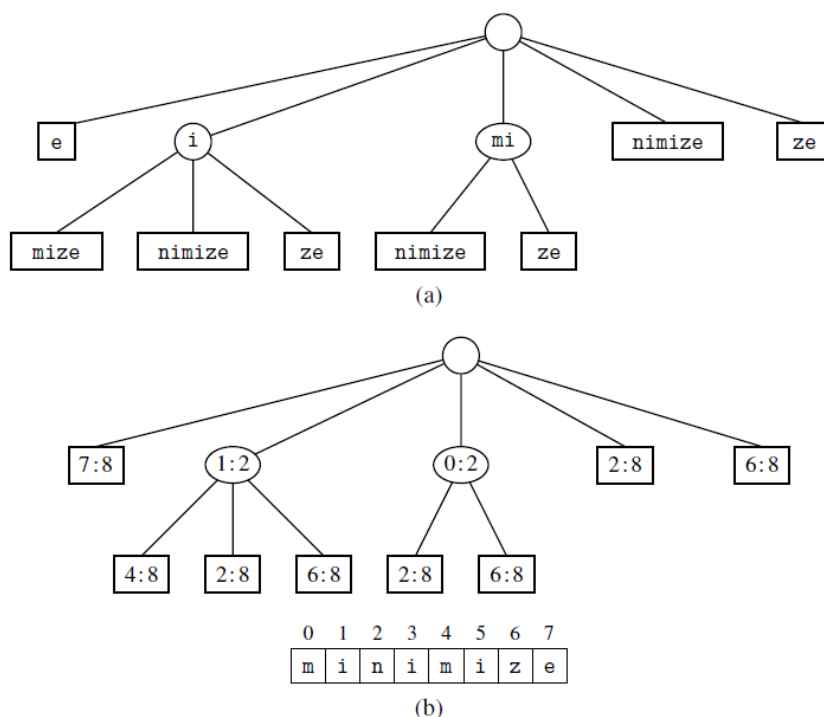 e i mi nimize ze
mize nimize ze nimize ze
(a)
7:8 1:2 0:2 2:8 6:8
4:8 2:8 6:8 2:8 6:8
0 1 2 3 4 5 6 7
m i n i m i z e
(b)